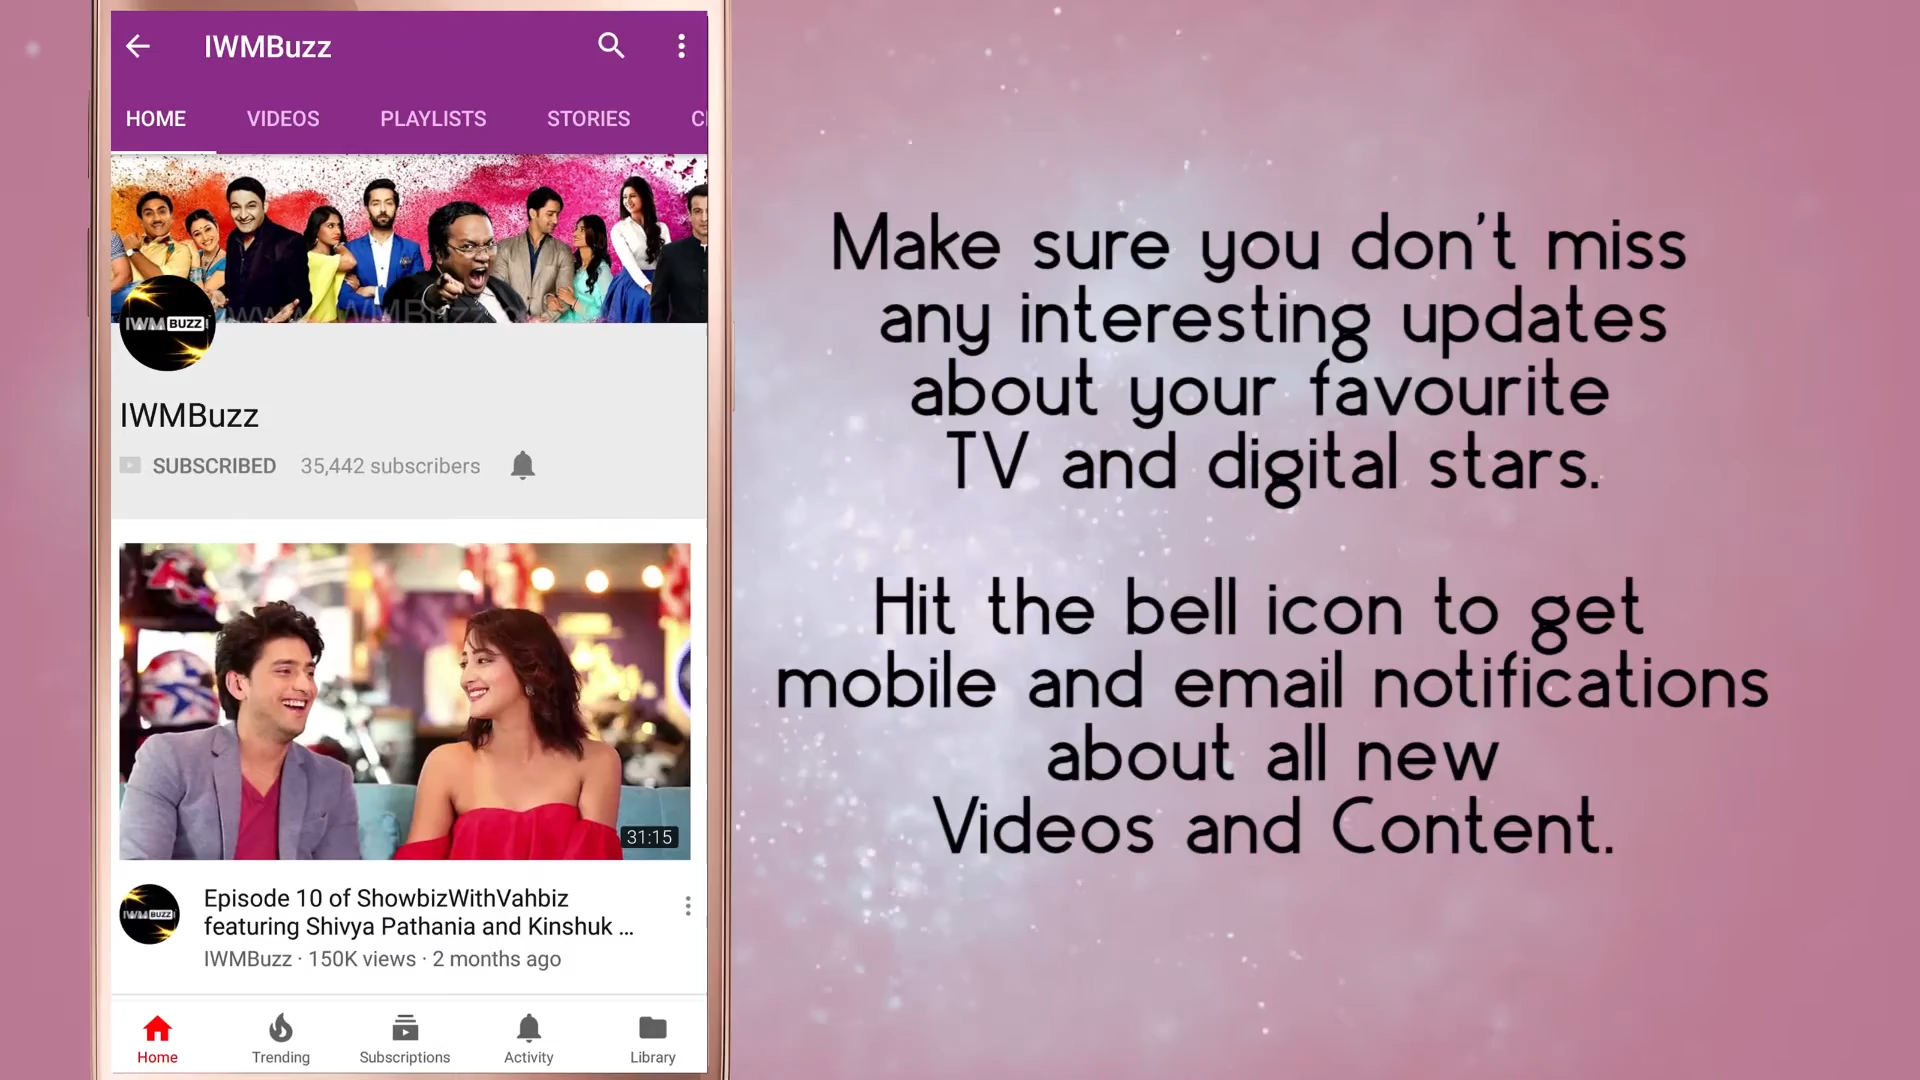 IWMBuzz
HOME VIDEOS PLAYLISTS STORIES
IWMBUZZ
IWMBuzz
SUBSCRIBED 35,442 subscribers
31:15
IWMBUZZ
Episode 10 of ShowbizWithVahbiz
featuring Shivya Pathania and Kinshuk ...
IWMBuzz · 150K views · 2 months ago
Home Trending Subscriptions Activity Library
Make sure you don't miss
any interesting updates
about your favourite
TV and digital stars.
Hit the bell icon to get
mobile and email notifications
about all new
Videos and Content.